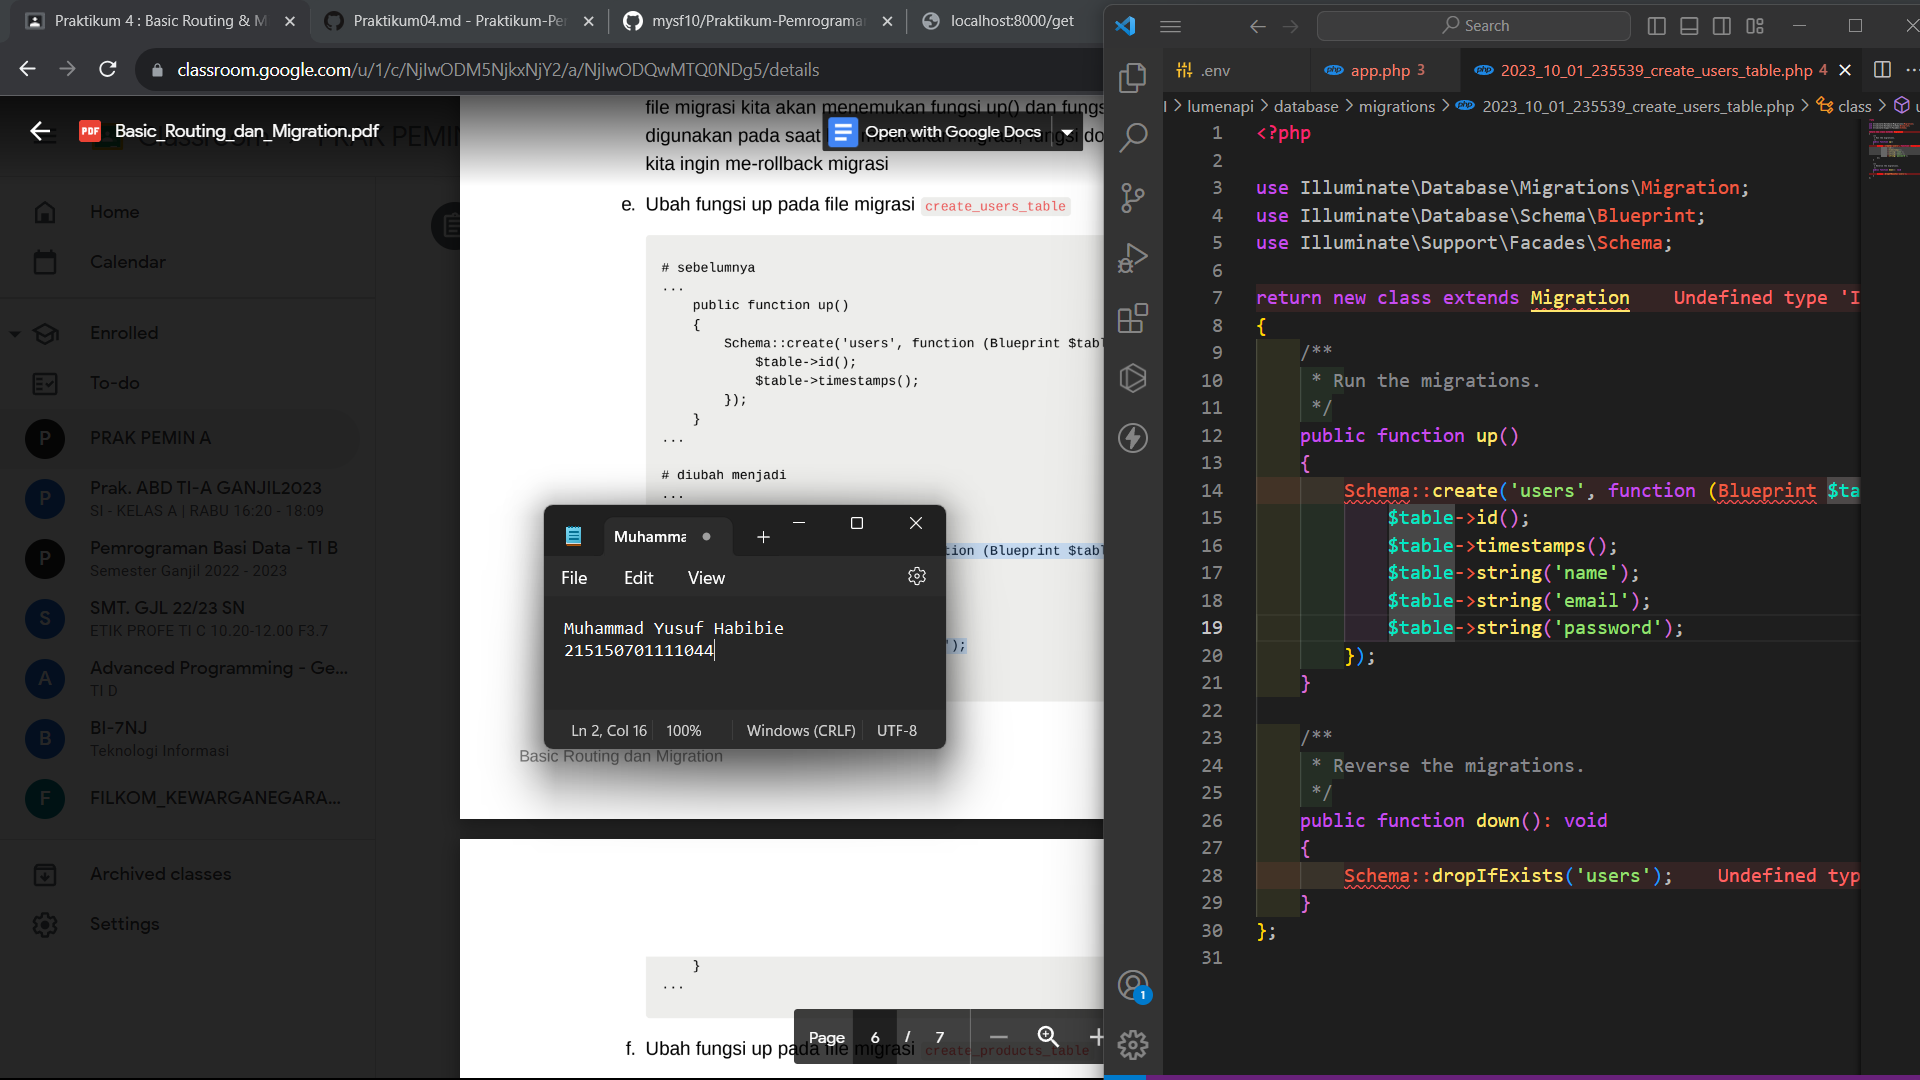 Praktikum 4 : Basic Routing & M
Praktikum04.md - Praktikum-Pe
mysf10/Praktikum-Pemrograma
localhost:8000/get
classroom.google.com/u/1/c/NjIwODM5NjkxNjY2/a/NjIwODQwMTQ0NDg5/details
PDF Basic_Routing_dan_Migration.pdf
Open with Google Docs
Home
Calendar
Enrolled
To-do
P PRAK PEMIN A
P Prak. ABD TI-A GANJIL2023
SI - KELAS A | RABU 16:20 - 18:09
P Pemrograman Basi Data - TI B
Semester Ganjil 2022 - 2023
S SMT. GJL 22/23 SN
ETIK PROFE TI C 10.20-12.00 F3.7
A Advanced Programming - Ge...
TI D
B BI-7NJ
Teknologi Informasi
F FILKOM_KEWARGANEGARA...
Archived classes
Settings
file migrasi kita akan menemukan fungsi up() dan fungs
digunakan pada saat melakukan migrasi, fungsi do
kita ingin me-rollback migrasi
e. Ubah fungsi up pada file migrasi create_users_table
# sebelumnya
...
public function up()
{
Schema::create('users', function (Blueprint $tabl
$table->id();
$table->timestamps();
});
}
...
# diubah menjadi
...
tion (Blueprint $tabl
');
Basic Routing dan Migration
}
...
f. Ubah fungsi up pada file migrasi create_products_table
Page 6 / 7
Muhamma
File Edit View
Muhammad Yusuf Habibie
215150701111044
Ln 2, Col 16 100% Windows (CRLF) UTF-8
Search
.env
php app.php 3
php 2023_10_01_235539_create_users_table.php 4
l > lumenapi > database > migrations > php 2023_10_01_235539_create_users_table.php > class > u
1 <?php
2
3 use Illuminate\Database\Migrations\Migration;
4 use Illuminate\Database\Schema\Blueprint;
5 use Illuminate\Support\Facades\Schema;
6
7 return new class extends Migration Undefined type 'I
8 {
9 /**
10 * Run the migrations.
11 */
12 public function up()
13 {
14 Schema::create('users', function (Blueprint $ta
15 $table->id();
16 $table->timestamps();
17 $table->string('name');
18 $table->string('email');
19 $table->string('password');
20 });
21 }
22
23 /**
24 * Reverse the migrations.
25 */
26 public function down(): void
27 {
28 Schema::dropIfExists('users'); Undefined typ
29 }
30 };
31
1